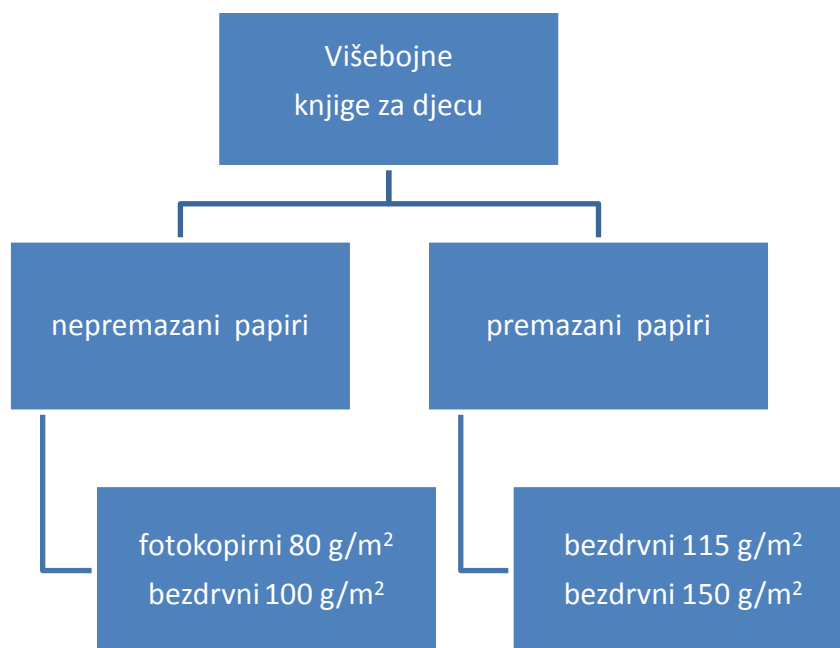 Višebojne
knjige za djecu
nepremazani papiri
premazani papiri
fotokopirni 80 g/m²
bezdrvni 100 g/m²
bezdrvni 115 g/m²
bezdrvni 150 g/m²